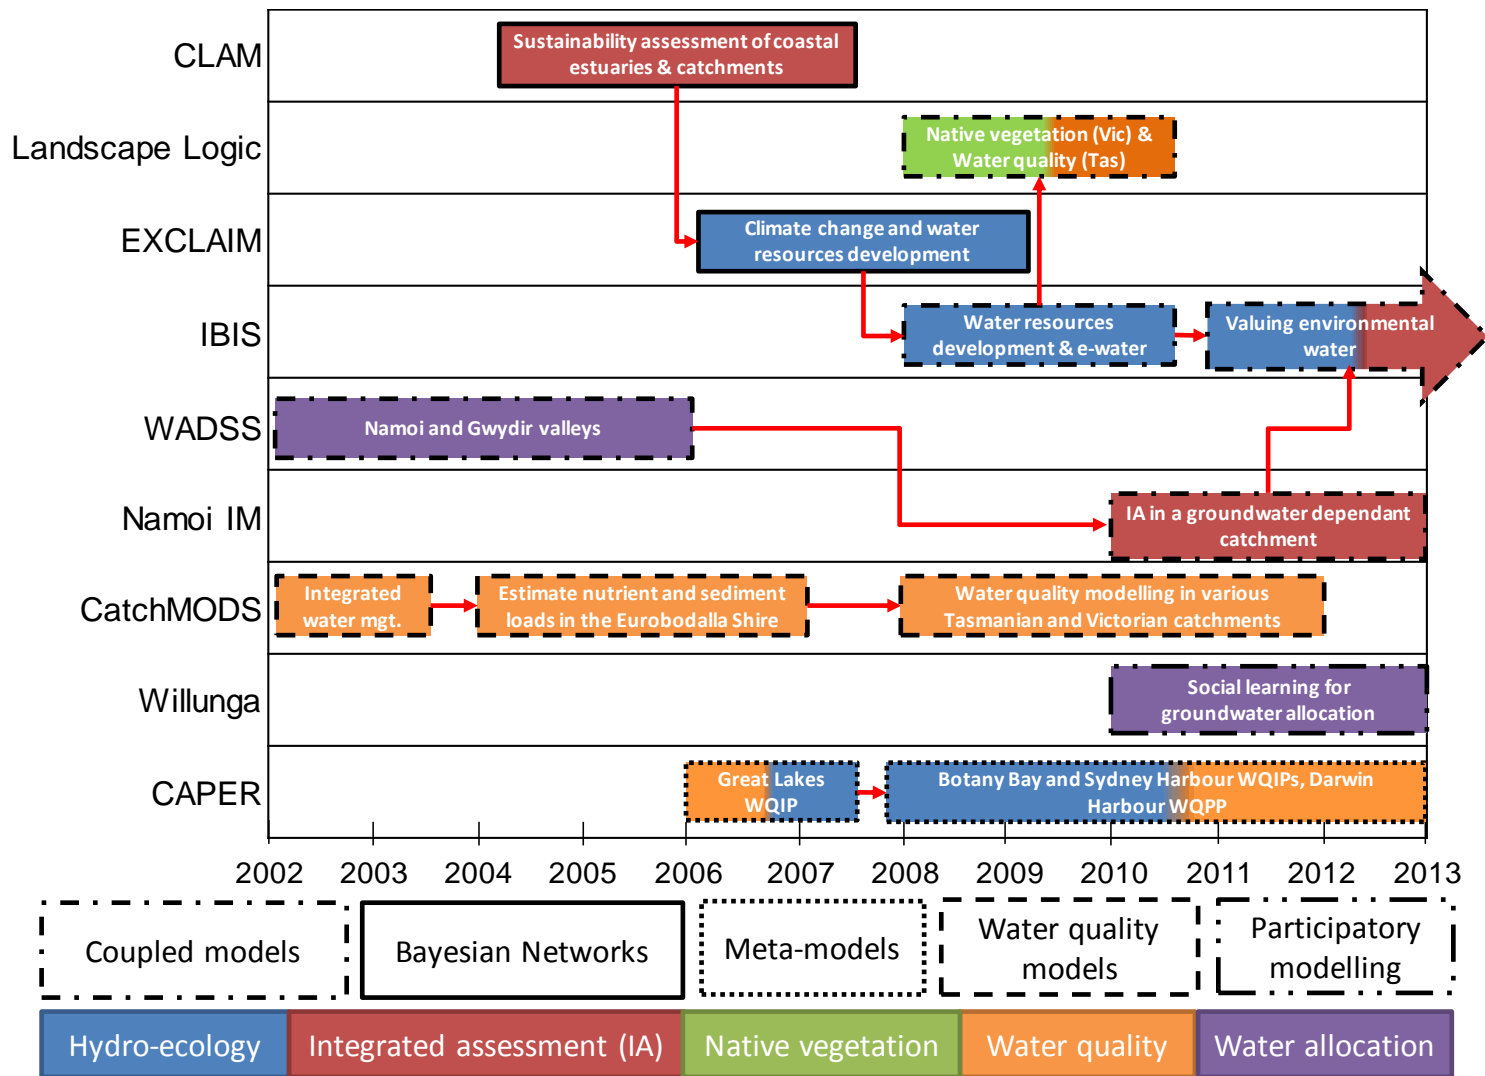 CLAM
Sustainability assessment of coastal
estuaries & catchments
Landscape Logic
Native vegetation (Vic) &
Water quality (Tas)
EXCLAIM
Climate change and water
resources development
IBIS
Water resources
development & e-water
Valuing environmental
water
WADSS
Namoi and Gwydir valleys
Namoi IM
IA in a groundwater dependant
catchment
CatchMODS
Integrated
water mgt.
Estimate nutrient and sediment
loads in the Eurobodalla Shire
Water quality modelling in various
Tasmanian and Victorian catchments
Willunga
Social learning for
groundwater allocation
CAPER
Great Lakes
WQIP
Botany Bay and Sydney Harbour WQIPs, Darwin
Harbour WQPP
2002 2003 2004 2005 2006 2007 2008 2009 2010 2011 2012 2013
Coupled models
Bayesian Networks
Meta-models
Water quality
models
Participatory
modelling
Hydro-ecology
Integrated assessment (IA)
Native vegetation
Water quality
Water allocation